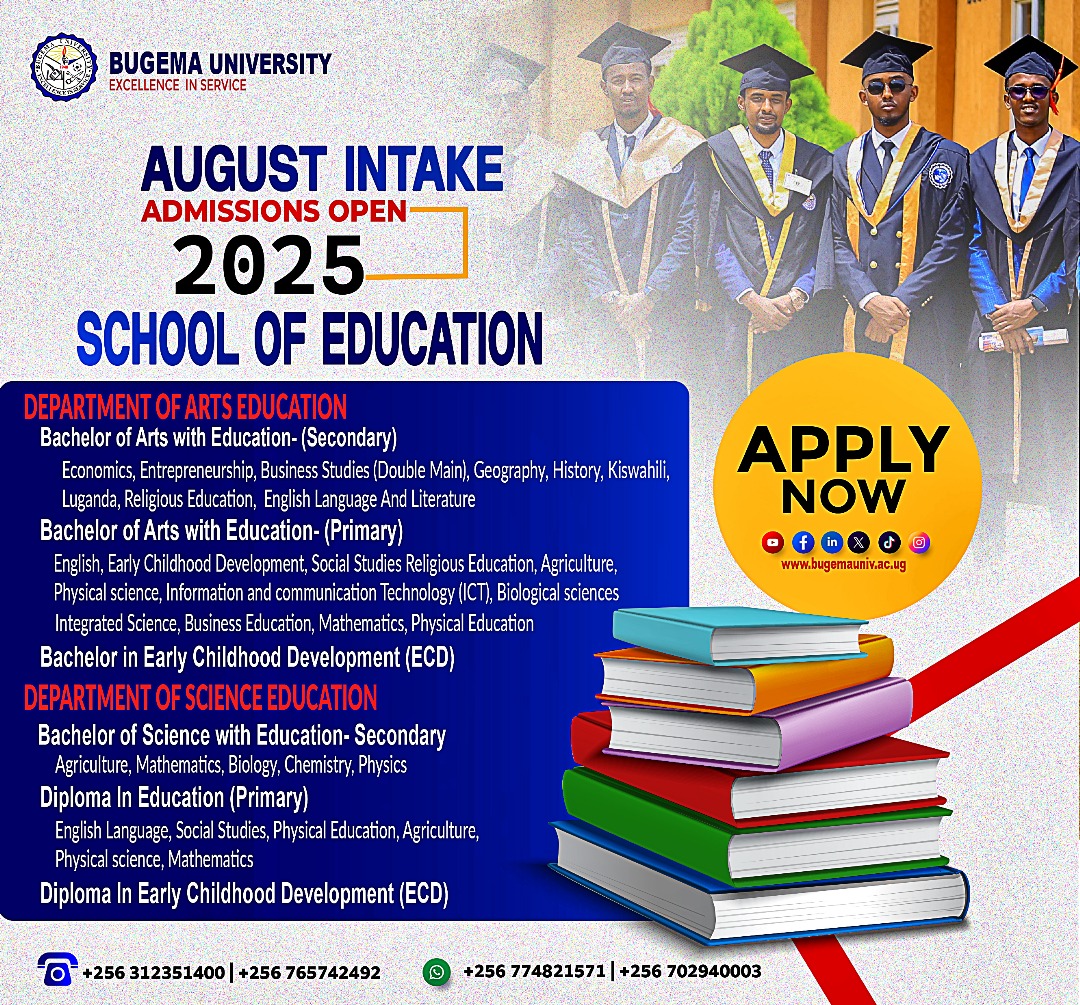 BUGEMA UNIVERSITY
EXCELLENCE IN SERVICE
AUGUST INTAKE
ADMISSIONS OPEN
2025
SCHOOL OF EDUCATION
DEPARTMENT OF ARTS EDUCATION
Bachelor of Arts with Education- (Secondary)
Economics, Entrepreneurship, Business Studies (Double Main), Geography, History, Kiswahili,
Luganda, Religious Education, English Language And Literature
Bachelor of Arts with Education- (Primary)
English, Early Childhood Development, Social Studies Religious Education, Agriculture,
Physical science, Information and communication Technology (ICT), Biological sciences
Integrated Science, Business Education, Mathematics, Physical Education
Bachelor in Early Childhood Development (ECD)
DEPARTMENT OF SCIENCE EDUCATION
Bachelor of Science with Education- Secondary
Agriculture, Mathematics, Biology, Chemistry, Physics
Diploma In Education (Primary)
English Language, Social Studies, Physical Education, Agriculture,
Physical science, Mathematics
Diploma In Early Childhood Development (ECD)
APPLY
NOW
www.bugemauniv.ac.ug
+256 312351400 | +256 765742492
+256 774821571 | +256 702940003